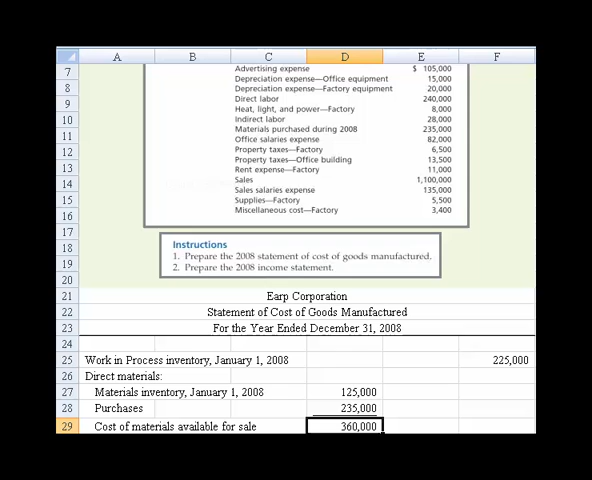 A B C D E F
7 Advertising expense $ 105,000
8 Depreciation expense—Office equipment 15,000
Depreciation expense—Factory equipment 20,000
9 Direct labor 240,000
Heat, light, and power—Factory 8,000
10 Indirect labor 28,000
11 Materials purchased during 2008 235,000
Office salaries expense 82,000
12 Property taxes—Factory 6,500
Property taxes—Office building 13,500
13 Rent expense—Factory 11,000
14 Sales 1,100,000
Sales salaries expense 135,000
15 Supplies—Factory 5,500
16 Miscellaneous cost—Factory 3,400
17
18 Instructions
1. Prepare the 2008 statement of cost of goods manufactured.
19 2. Prepare the 2008 income statement.
20
21 Earp Corporation
22 Statement of Cost of Goods Manufactured
23 For the Year Ended December 31, 2008
24
25 Work in Process inventory, January 1, 2008 225,000
26 Direct materials:
27 Materials inventory, January 1, 2008 125,000
28 Purchases 235,000
29 Cost of materials available for sale 360,000